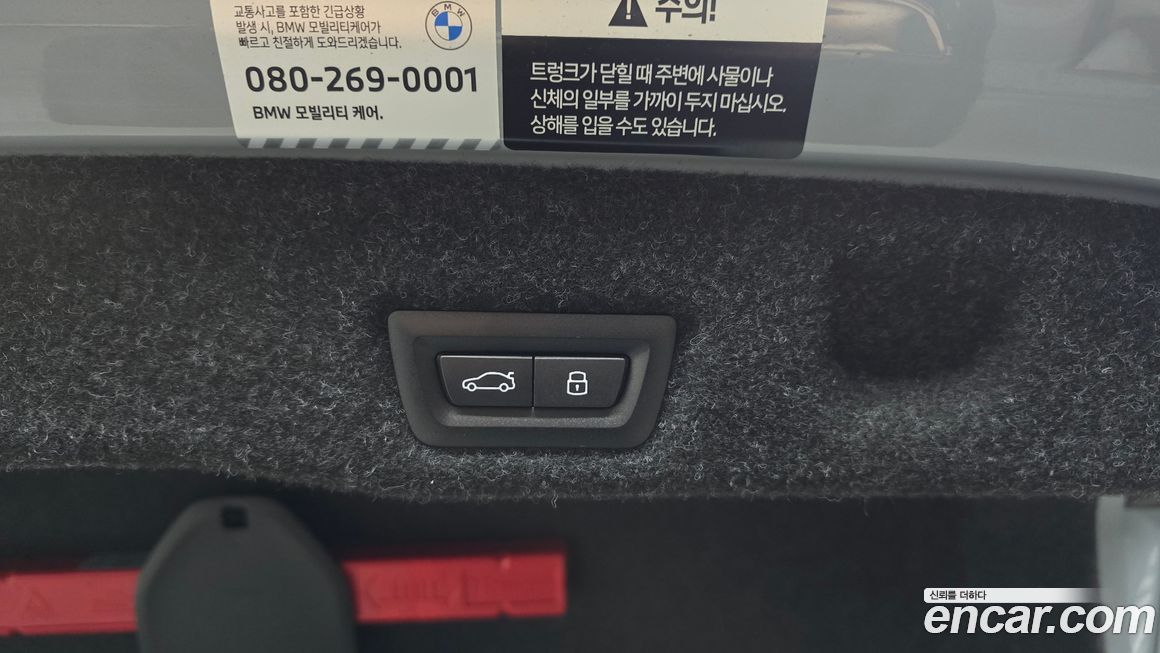 교통사고를 포함한 긴급상황
발생 시, BMW 모빌리티케어가
빠르고 친절하게 도와드리겠습니다.
BMW
080-269-0001
BMW 모빌리티 케어.
주의!
트렁크가 닫힐 때 주변에 사물이나
신체의 일부를 가까이 두지 마십시오.
상해를 입을 수도 있습니다.
신뢰를 더하다
encar.com